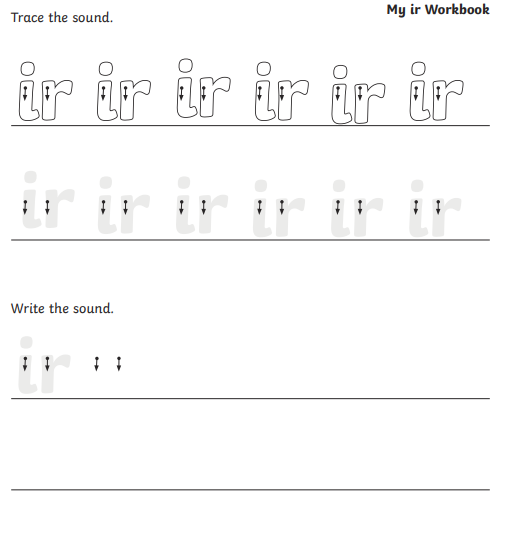 My ir Workbook
Trace the sound.
ir ir ir ir ir ir
ir ir ir ir ir ir
Write the sound.
ir